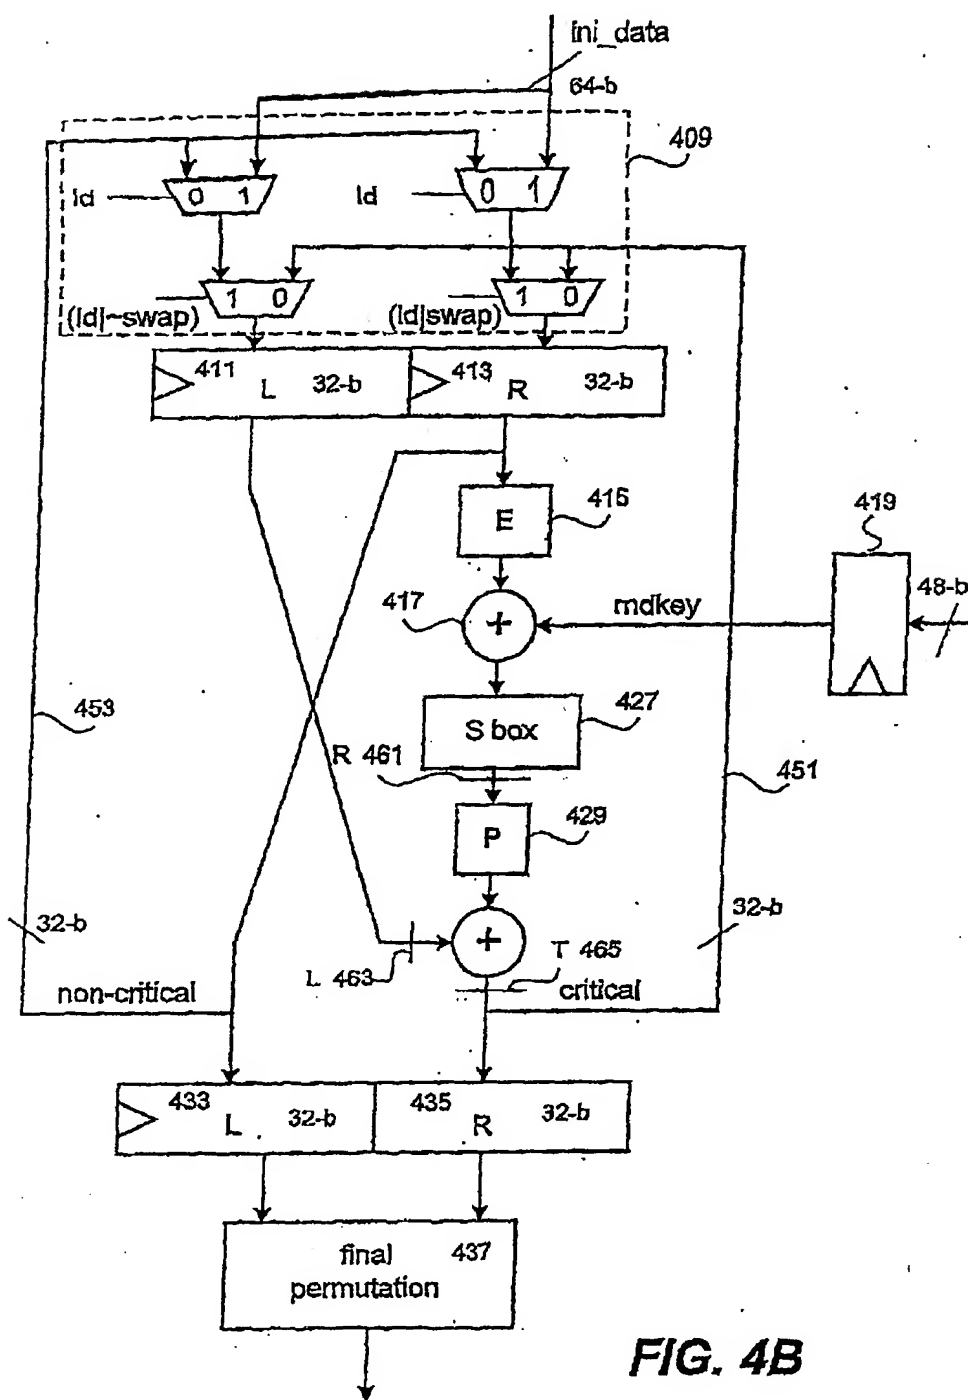 ini_data
64-b
409
ld 0 1
ld 0 1
1 0
1 0
(ld|~swap)
(ld|swap)
411 L 32-b
413 R 32-b
E
415
419
48-b
417
+
rndkey
453
S box
427
R 461
451
P
429
32-b
+
32-b
L 463
T 465
non-critical
critical
433 L 32-b
435 R 32-b
final permutation 437
FIG. 4B